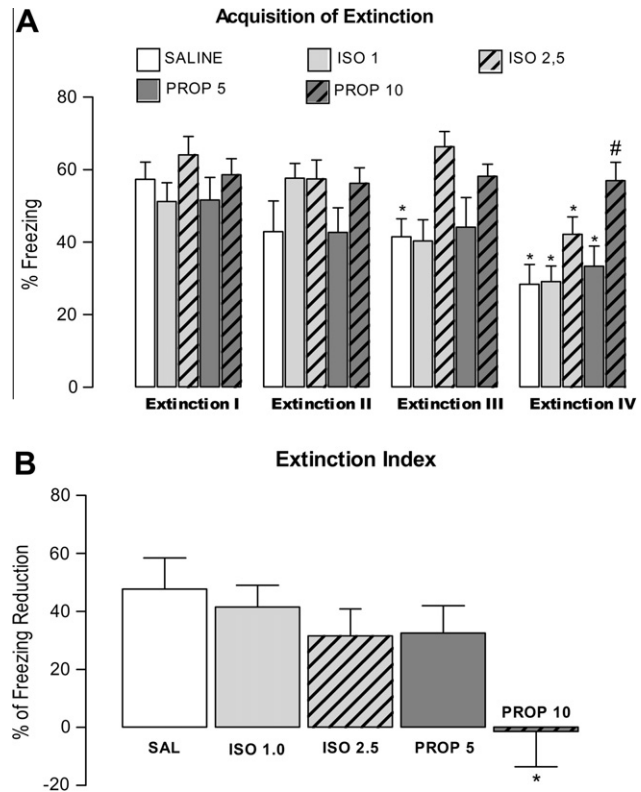 A
Acquisition of Extinction
SALINE
ISO 1
ISO 2,5
PROP 5
PROP 10
% Freezing
80
60
40
20
0
*
* * * * #
Extinction I
Extinction II
Extinction III
Extinction IV
B
Extinction Index
% of Freezing Reduction
80
60
40
20
0
-20
SAL
ISO 1.0
ISO 2.5
PROP 5
PROP 10
*